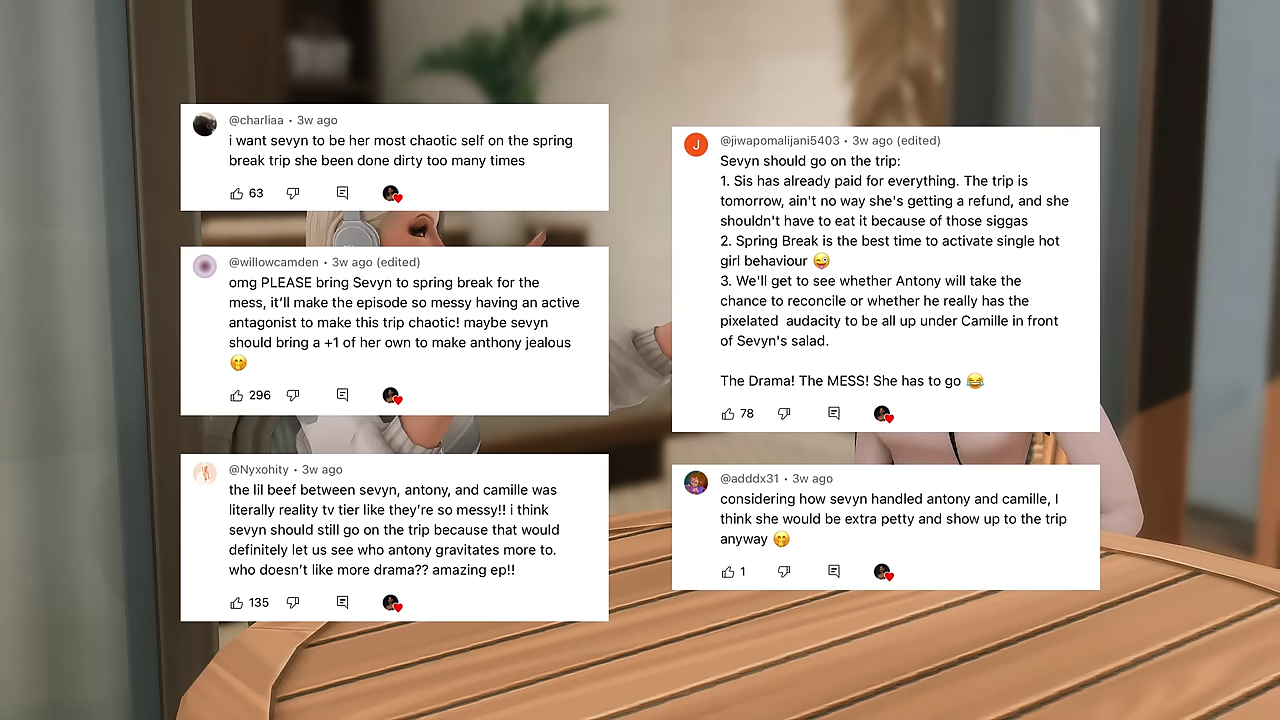 @charliaa • 3w ago
i want sevyn to be her most chaotic self on the spring
break trip she been done dirty too many times
63
@willowcamden • 3w ago (edited)
omg PLEASE bring Sevyn to spring break for the
mess, it’ll make the episode so messy having an active
antagonist to make this trip chaotic! maybe sevyn
should bring a +1 of her own to make anthony jealous
🤭
296
@Nyxohity • 3w ago
the lil beef between sevyn, antony, and camille was
literally reality tv tier like they’re so messy!! i think
sevyn should still go on the trip because that would
definitely let us see who antony gravitates more to.
who doesn’t like more drama?? amazing ep!!
135
J
@jiwapomalijani5403 • 3w ago (edited)
Sevyn should go on the trip:
1. Sis has already paid for everything. The trip is
tomorrow, ain't no way she's getting a refund, and she
shouldn't have to eat it because of those siggas
2. Spring Break is the best time to activate single hot
girl behaviour 😜
3. We'll get to see whether Antony will take the
chance to reconcile or whether he really has the
pixelated audacity to be all up under Camille in front
of Sevyn's salad.
The Drama! The MESS! She has to go 😂
78
@adddx31 • 3w ago
considering how sevyn handled antony and camille, I
think she would be extra petty and show up to the trip
anyway 🤭
1